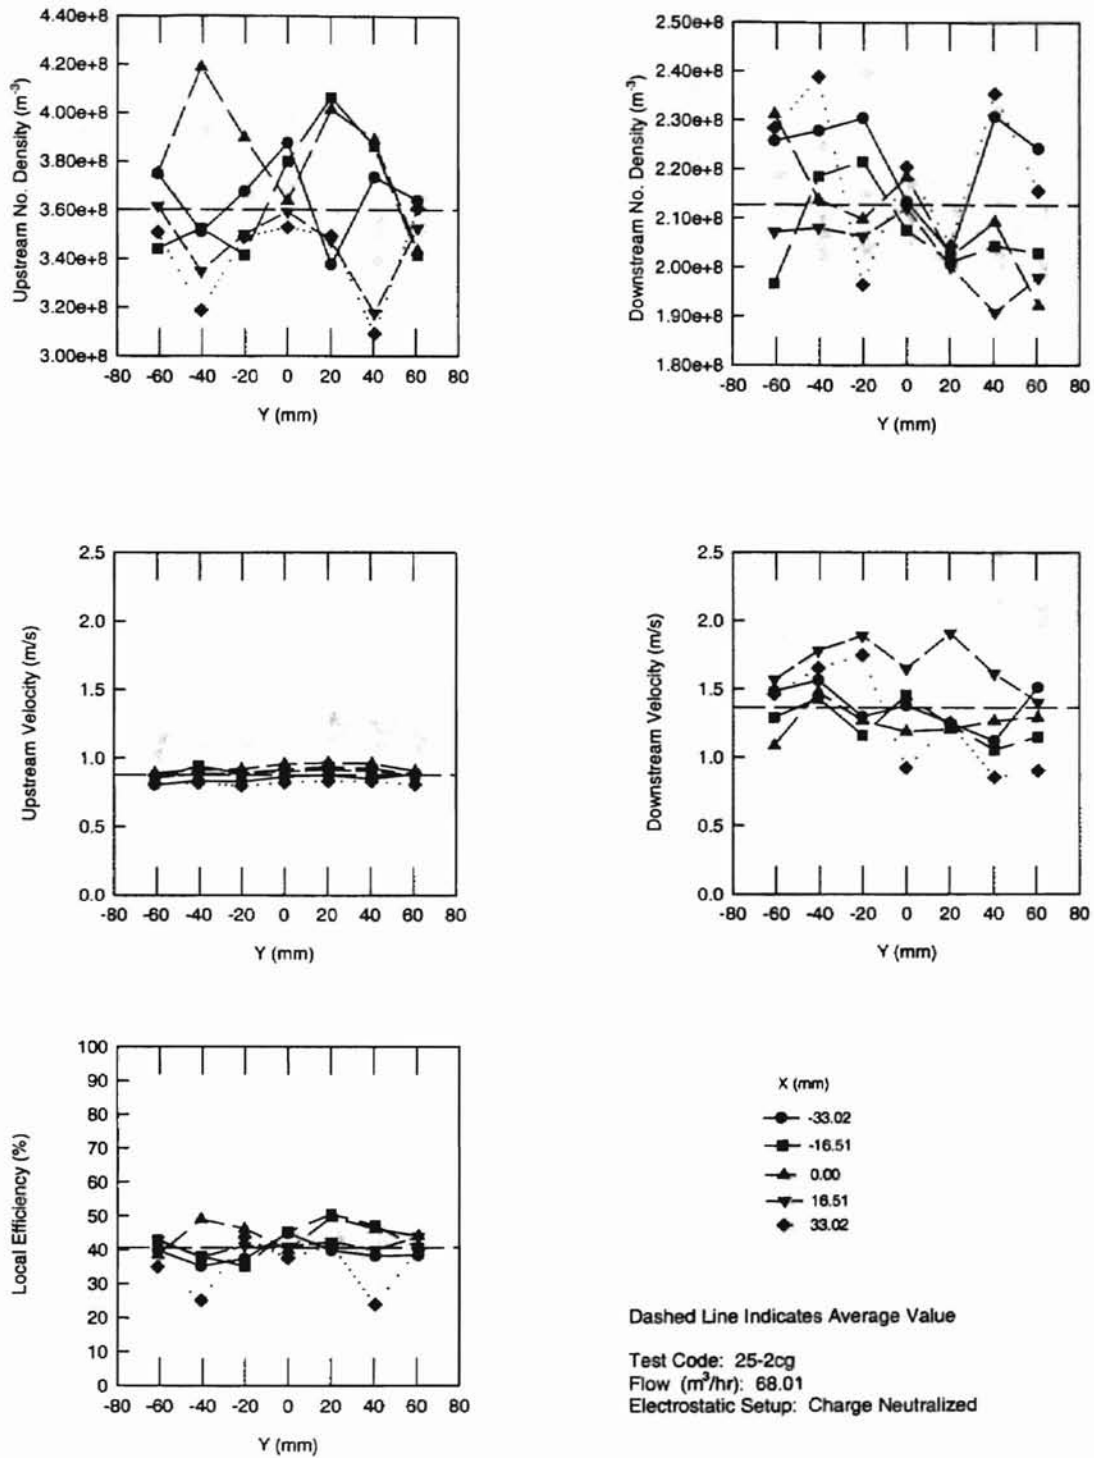 4.40e+8
4.20e+8
4.00e+8
3.80e+8
3.60e+8
3.40e+8
3.20e+8
3.00e+8
Upstream No. Density (m-3)
-80 -60 -40 -20 0 20 40 60 80
Y (mm)
2.50e+8
2.40e+8
2.30e+8
2.20e+8
2.10e+8
2.00e+8
1.90e+8
1.80e+8
Downstream No. Density (m-3)
-80 -60 -40 -20 0 20 40 60 80
Y (mm)
2.5
2.0
1.5
1.0
0.5
0.0
Upstream Velocity (m/s)
-80 -60 -40 -20 0 20 40 60 80
Y (mm)
2.5
2.0
1.5
1.0
0.5
0.0
Downstream Velocity (m/s)
-80 -60 -40 -20 0 20 40 60 80
Y (mm)
100
90
80
70
60
50
40
30
20
10
0
Local Efficiency (%)
-80 -60 -40 -20 0 20 40 60 80
Y (mm)
X (mm)
-33.02
-16.51
0.00
16.51
33.02
Dashed Line Indicates Average Value
Test Code: 25-2cg
Flow (m3/hr): 68.01
Electrostatic Setup: Charge Neutralized